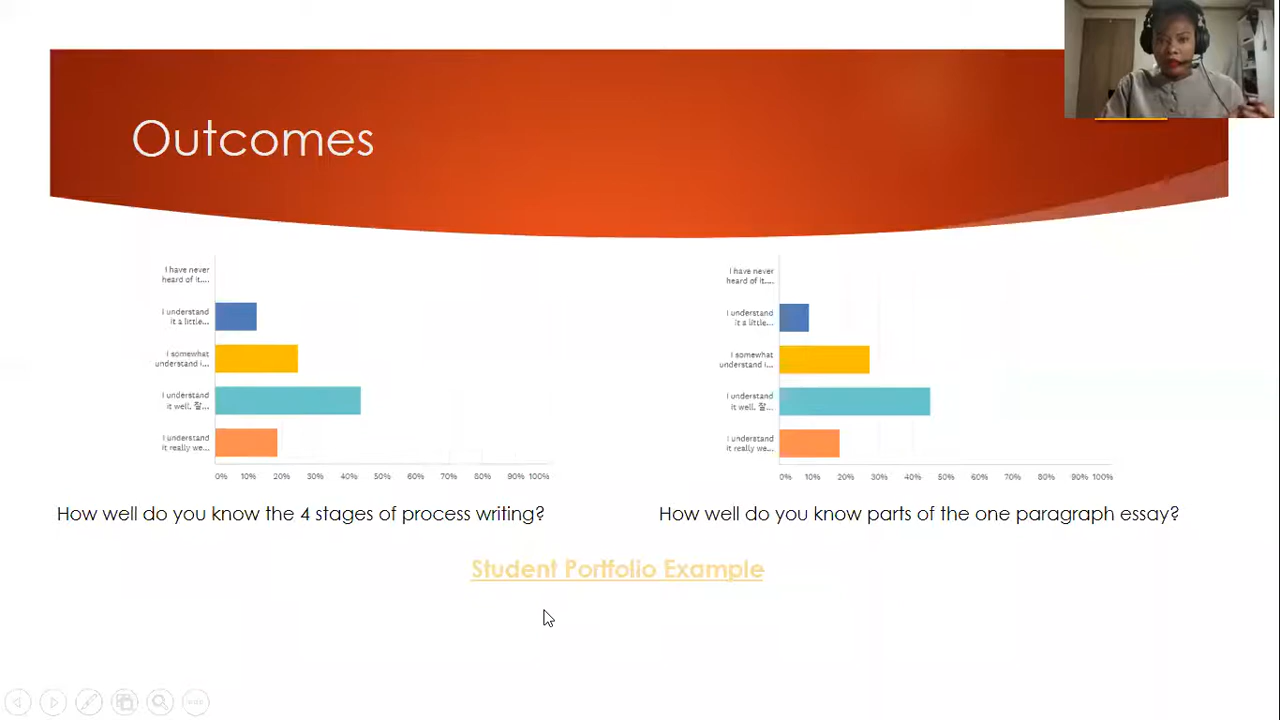 Outcomes
I have never
heard of it....
I understand
it a little...
I somewhat
understand i...
I understand
it well. 잘...
I understand
it really we...
0% 10% 20% 30% 40% 50% 60% 70% 80% 90% 100%
How well do you know the 4 stages of process writing?
I have never
heard of it....
I understand
it a little...
I somewhat
understand i...
I understand
it well. 잘...
I understand
it really we...
0% 10% 20% 30% 40% 50% 60% 70% 80% 90% 100%
How well do you know parts of the one paragraph essay?
Student Portfolio Example